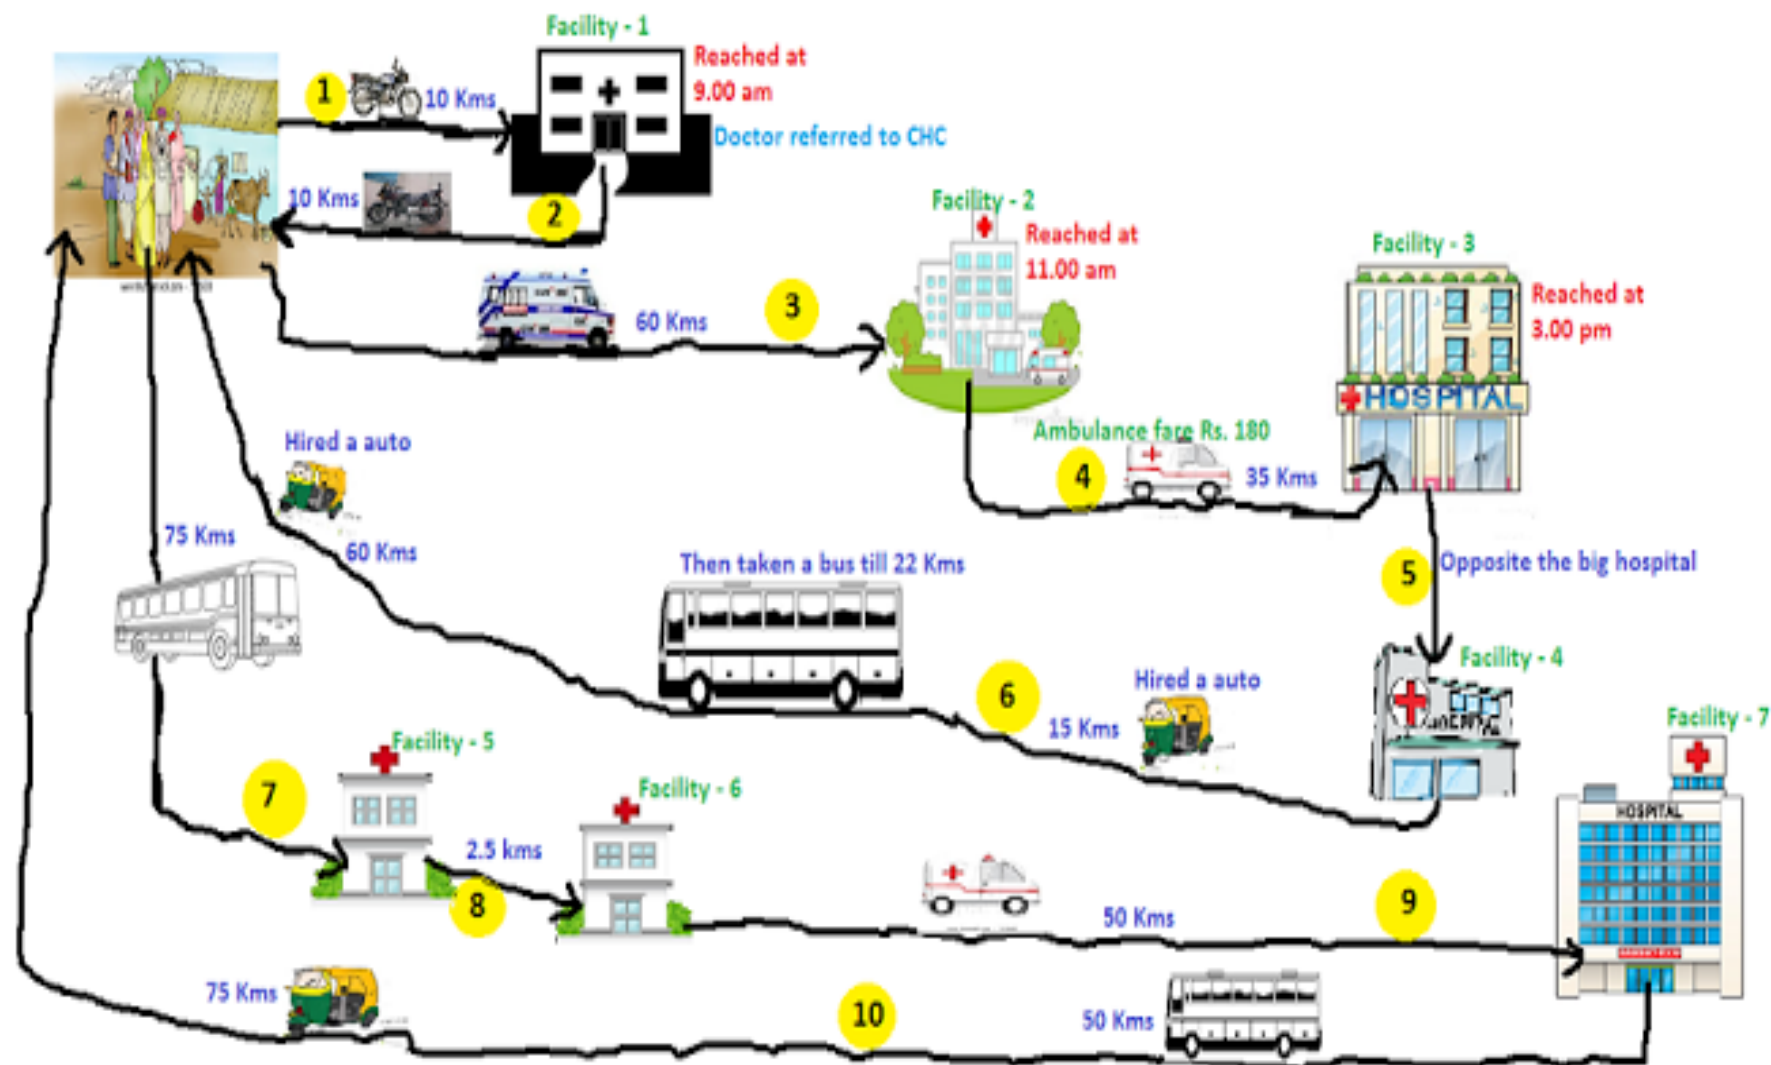 Facility - 1
Reached at
9.00 am
1
10 Kms
Doctor referred to CHC
10 Kms
2
Facility - 2
Reached at
11.00 am
Facility - 3
Reached at
3.00 pm
60 Kms
3
HOSPITAL
Ambulance fare Rs. 180
4
35 Kms
Hired a auto
75 Kms
60 Kms
Then taken a bus till 22 Kms
5
Opposite the big hospital
Facility - 4
6
Hired a auto
15 Kms
Facility - 7
Facility - 5
7
Facility - 6
HOSPITAL
2.5 kms
8
50 Kms
9
75 Kms
10
50 Kms